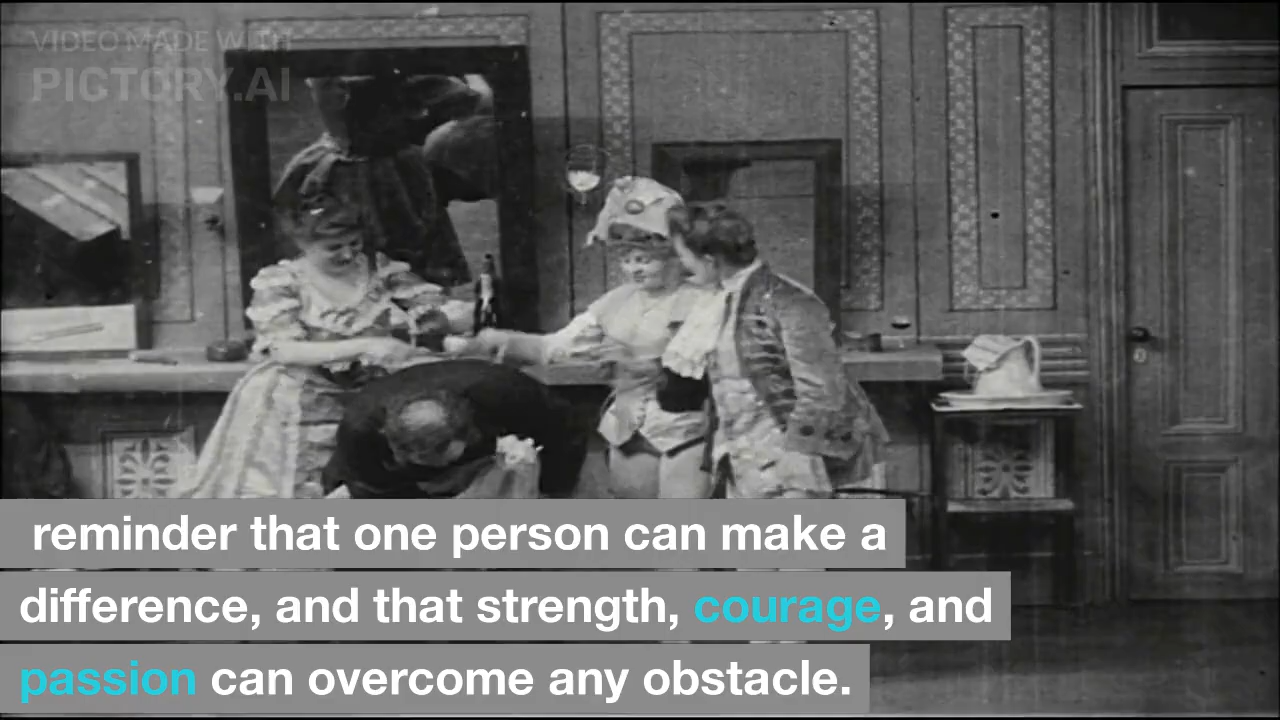 VIDEO MADE WITH
PICTORY.AI
reminder that one person can make a
difference, and that strength, courage, and
passion can overcome any obstacle.